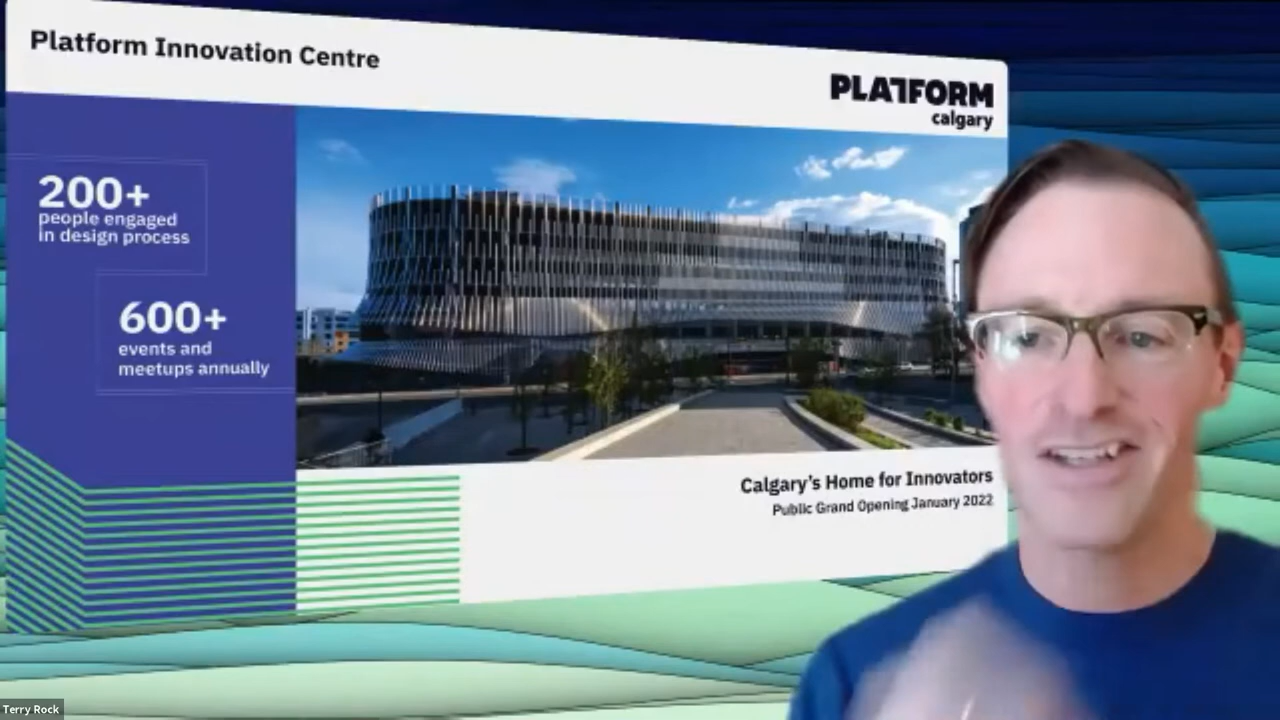 Platform Innovation Centre
PLATFORM
calgary
200+
people engaged
in design process
600+
events and
meetups annually
Calgary's Home for Innovators
Public Grand Opening January 2022
Terry Rock